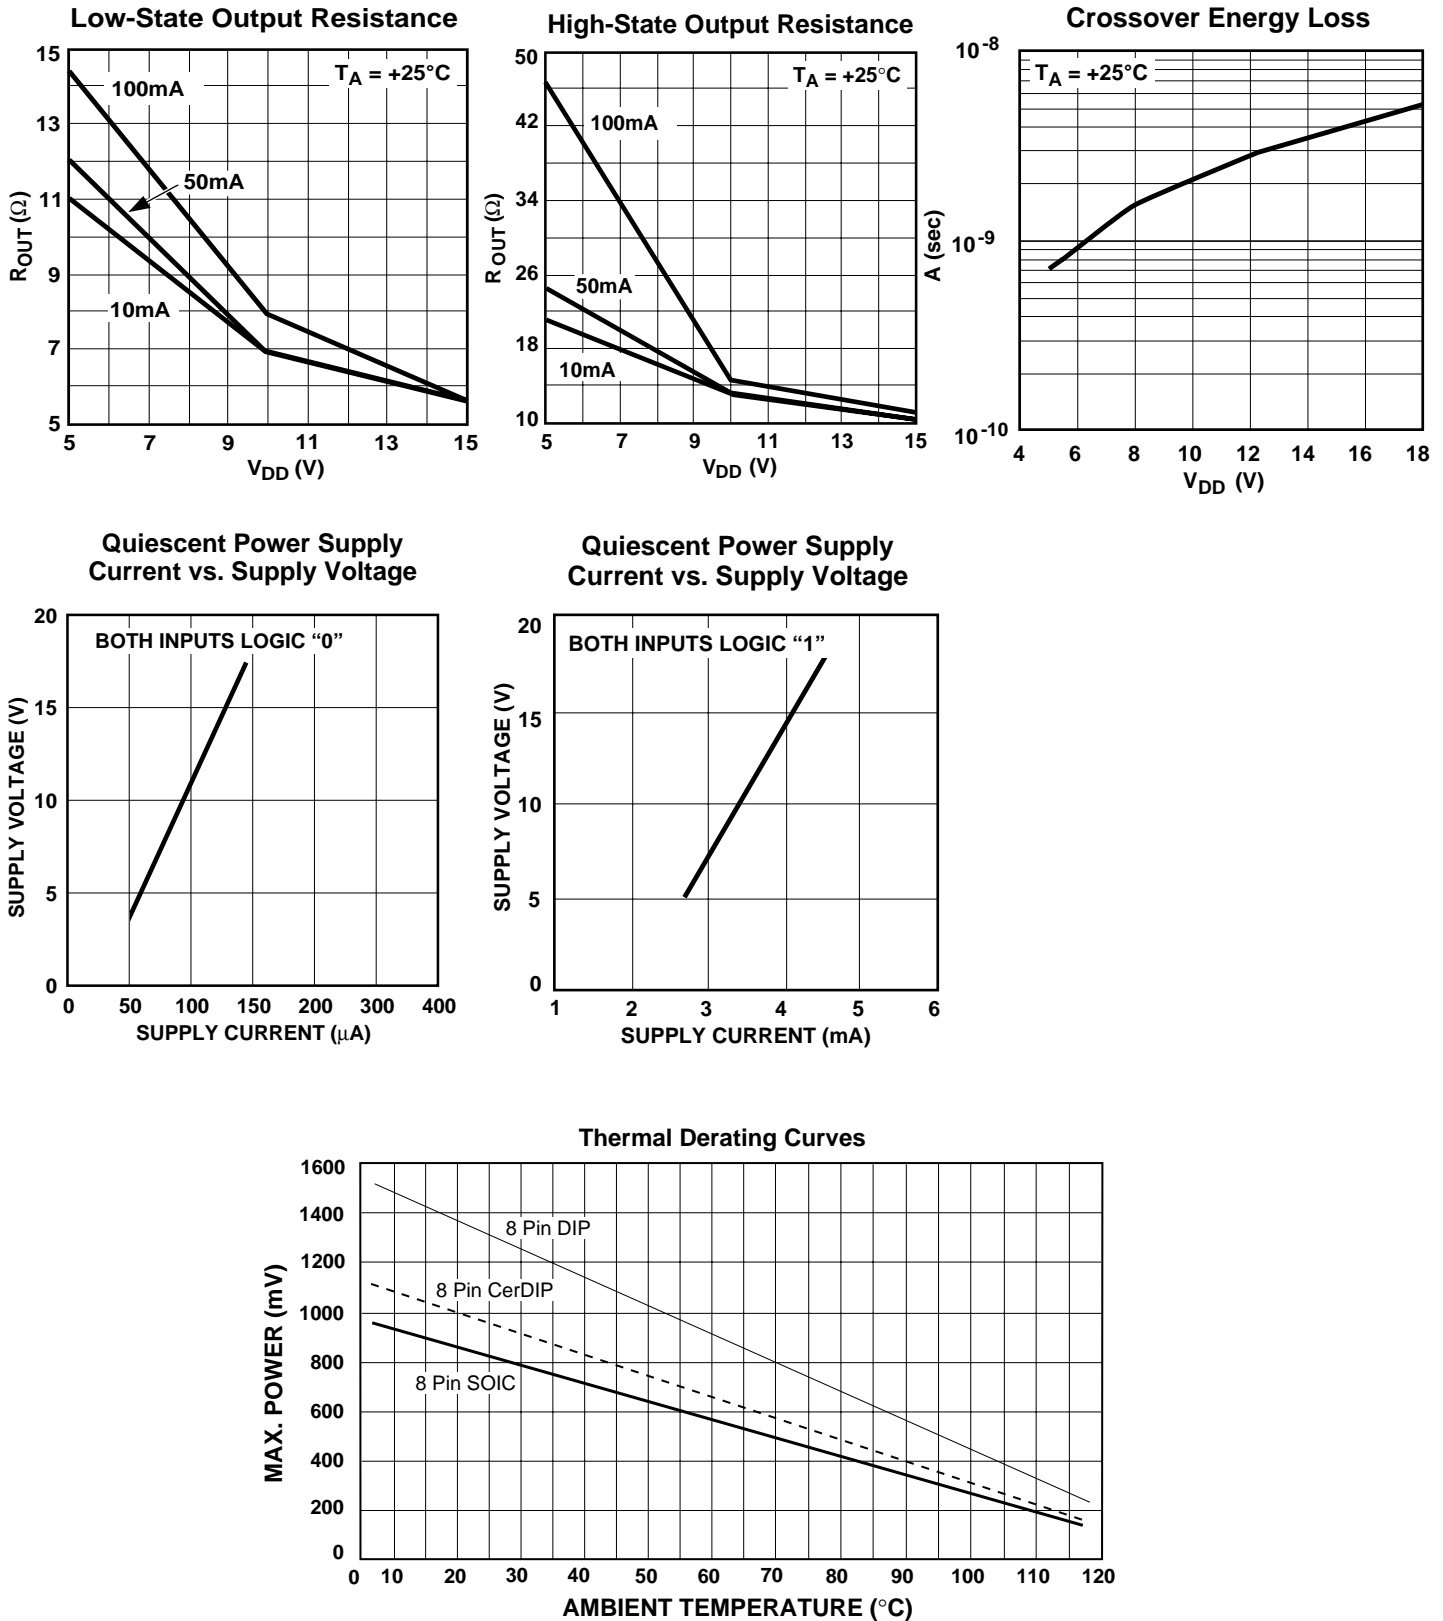 Low-State Output Resistance
15
13
11
9
7
5
R_OUT (Ω)
T_A = +25°C
100mA
50mA
10mA
5 7 9 11 13 15
V_DD (V)
High-State Output Resistance
50
42
34
26
18
10
R_OUT (Ω)
T_A = +25°C
100mA
50mA
10mA
5 7 9 11 13 15
V_DD (V)
Crossover Energy Loss
10^-8
10^-9
10^-10
A (sec)
T_A = +25°C
4 6 8 10 12 14 16 18
V_DD (V)
Quiescent Power Supply
Current vs. Supply Voltage
20
15
10
5
0
SUPPLY VOLTAGE (V)
BOTH INPUTS LOGIC “0”
0 50 100 150 200 300 400
SUPPLY CURRENT (μA)
Quiescent Power Supply
Current vs. Supply Voltage
20
15
10
5
0
SUPPLY VOLTAGE (V)
BOTH INPUTS LOGIC “1”
1 2 3 4 5 6
SUPPLY CURRENT (mA)
Thermal Derating Curves
1600
1400
1200
1000
800
600
400
200
0
MAX. POWER (mV)
8 Pin DIP
8 Pin CerDIP
8 Pin SOIC
0 10 20 30 40 50 60 70 80 90 100 110 120
AMBIENT TEMPERATURE (°C)